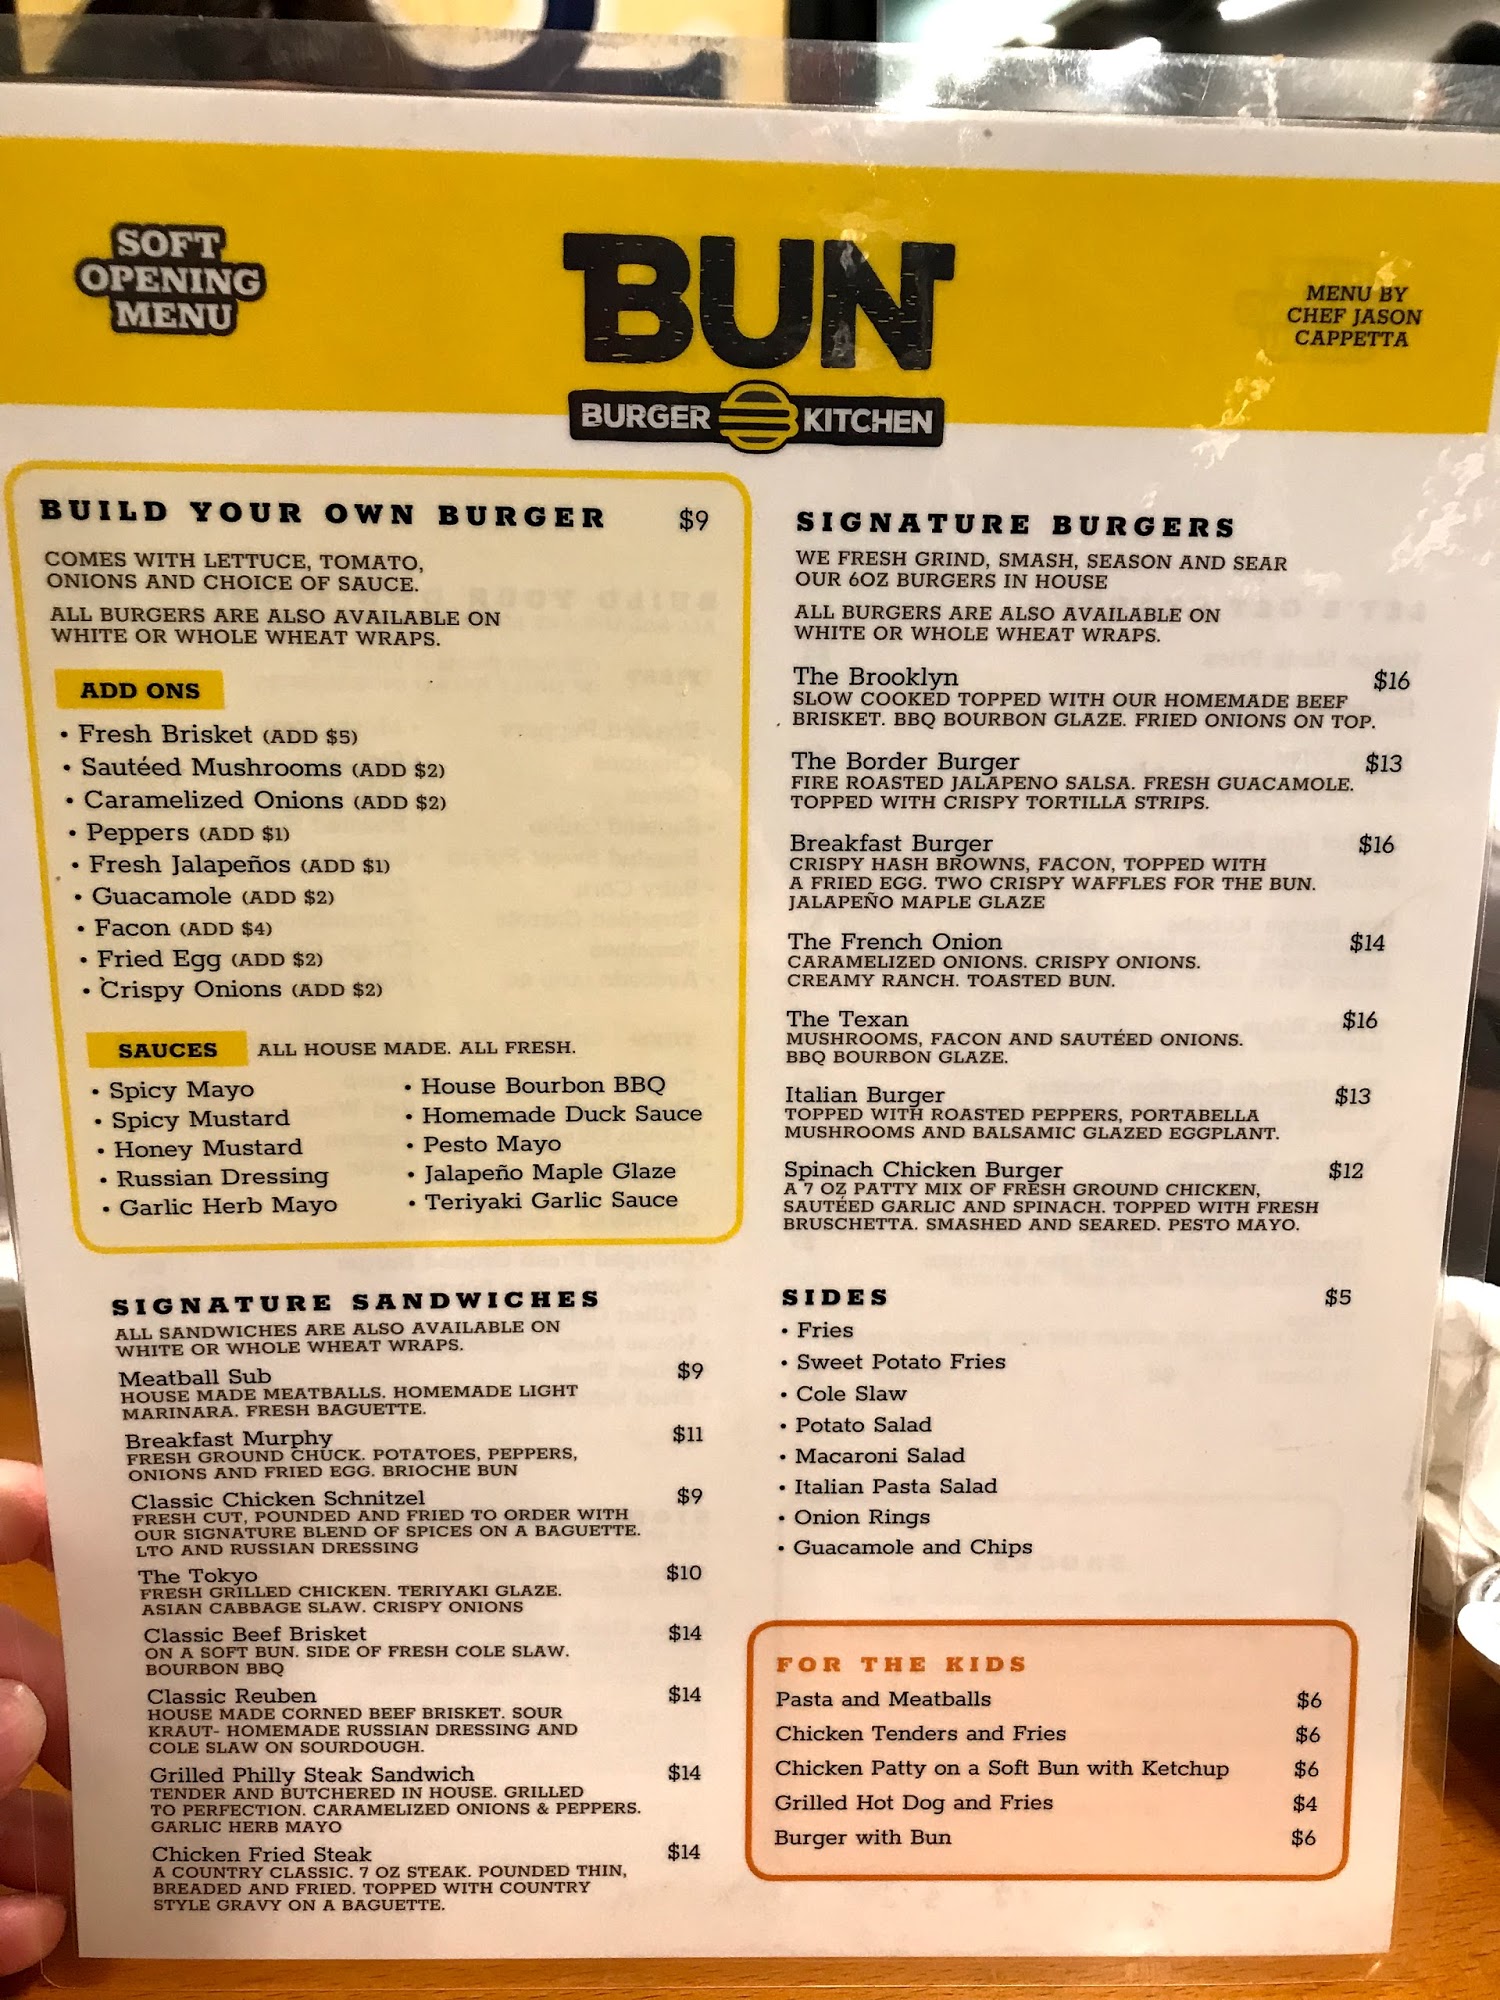 SOFT
OPENING
MENU
BUN
BURGER KITCHEN
MENU BY
CHEF JASON
CAPPETTA
BUILD YOUR OWN BURGER $9
COMES WITH LETTUCE, TOMATO,
ONIONS AND CHOICE OF SAUCE.
ALL BURGERS ARE ALSO AVAILABLE ON
WHITE OR WHOLE WHEAT WRAPS.
ADD ONS
• Fresh Brisket (ADD $5)
• Sautéed Mushrooms (ADD $2)
• Caramelized Onions (ADD $2)
• Peppers (ADD $1)
• Fresh Jalapeños (ADD $1)
• Guacamole (ADD $2)
• Facon (ADD $4)
• Fried Egg (ADD $2)
• Crispy Onions (ADD $2)
SAUCES ALL HOUSE MADE. ALL FRESH.
• Spicy Mayo
• Spicy Mustard
• Honey Mustard
• Russian Dressing
• Garlic Herb Mayo
• House Bourbon BBQ
• Homemade Duck Sauce
• Pesto Mayo
• Jalapeño Maple Glaze
• Teriyaki Garlic Sauce
SIGNATURE SANDWICHES
ALL SANDWICHES ARE ALSO AVAILABLE ON
WHITE OR WHOLE WHEAT WRAPS.
Meatball Sub $9
HOUSE MADE MEATBALLS. HOMEMADE LIGHT
MARINARA. FRESH BAGUETTE.
Breakfast Murphy $11
FRESH GROUND CHUCK. POTATOES, PEPPERS,
ONIONS AND FRIED EGG. BRIOCHE BUN
Classic Chicken Schnitzel $9
FRESH CUT, POUNDED AND FRIED TO ORDER WITH
OUR SIGNATURE BLEND OF SPICES ON A BAGUETTE.
LTO AND RUSSIAN DRESSING
The Tokyo $10
FRESH GRILLED CHICKEN. TERIYAKI GLAZE.
ASIAN CABBAGE SLAW. CRISPY ONIONS
Classic Beef Brisket $14
ON A SOFT BUN. SIDE OF FRESH COLE SLAW.
BOURBON BBQ
Classic Reuben $14
HOUSE MADE CORNED BEEF BRISKET. SOUR
KRAUT- HOMEMADE RUSSIAN DRESSING AND
COLE SLAW ON SOURDOUGH.
Grilled Philly Steak Sandwich $14
TENDER AND BUTCHERED IN HOUSE. GRILLED
TO PERFECTION. CARAMELIZED ONIONS & PEPPERS.
GARLIC HERB MAYO
Chicken Fried Steak $14
A COUNTRY CLASSIC. 7 OZ STEAK. POUNDED THIN,
BREADED AND FRIED. TOPPED WITH COUNTRY
STYLE GRAVY ON A BAGUETTE.
SIGNATURE BURGERS
WE FRESH GRIND, SMASH, SEASON AND SEAR
OUR 6OZ BURGERS IN HOUSE
ALL BURGERS ARE ALSO AVAILABLE ON
WHITE OR WHOLE WHEAT WRAPS.
The Brooklyn $16
SLOW COOKED TOPPED WITH OUR HOMEMADE BEEF
BRISKET. BBQ BOURBON GLAZE. FRIED ONIONS ON TOP.
The Border Burger $13
FIRE ROASTED JALAPENO SALSA. FRESH GUACAMOLE.
TOPPED WITH CRISPY TORTILLA STRIPS.
Breakfast Burger $16
CRISPY HASH BROWNS, FACON, TOPPED WITH
A FRIED EGG. TWO CRISPY WAFFLES FOR THE BUN.
JALAPEÑO MAPLE GLAZE
The French Onion $14
CARAMELIZED ONIONS. CRISPY ONIONS.
CREAMY RANCH. TOASTED BUN.
The Texan $16
MUSHROOMS, FACON AND SAUTÉED ONIONS.
BBQ BOURBON GLAZE.
Italian Burger $13
TOPPED WITH ROASTED PEPPERS, PORTABELLA
MUSHROOMS AND BALSAMIC GLAZED EGGPLANT.
Spinach Chicken Burger $12
A 7 OZ PATTY MIX OF FRESH GROUND CHICKEN,
SAUTÉED GARLIC AND SPINACH. TOPPED WITH FRESH
BRUSCHETTA. SMASHED AND SEARED. PESTO MAYO.
SIDES $5
• Fries
• Sweet Potato Fries
• Cole Slaw
• Potato Salad
• Macaroni Salad
• Italian Pasta Salad
• Onion Rings
• Guacamole and Chips
FOR THE KIDS
Pasta and Meatballs $6
Chicken Tenders and Fries $6
Chicken Patty on a Soft Bun with Ketchup $6
Grilled Hot Dog and Fries $4
Burger with Bun $6